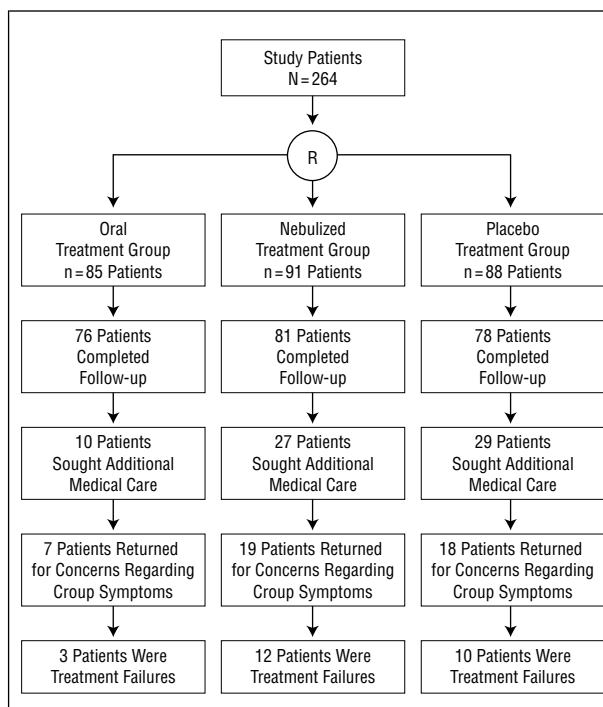 Study Patients
N=264
R
Oral
Treatment Group
n=85 Patients
Nebulized
Treatment Group
n=91 Patients
Placebo
Treatment Group
n=88 Patients
76 Patients
Completed
Follow-up
81 Patients
Completed
Follow-up
78 Patients
Completed
Follow-up
10 Patients
Sought Additional
Medical Care
27 Patients
Sought Additional
Medical Care
29 Patients
Sought Additional
Medical Care
7 Patients Returned
for Concerns Regarding
Croup Symptoms
19 Patients Returned
for Concerns Regarding
Croup Symptoms
18 Patients Returned
for Concerns Regarding
Croup Symptoms
3 Patients Were
Treatment Failures
12 Patients Were
Treatment Failures
10 Patients Were
Treatment Failures